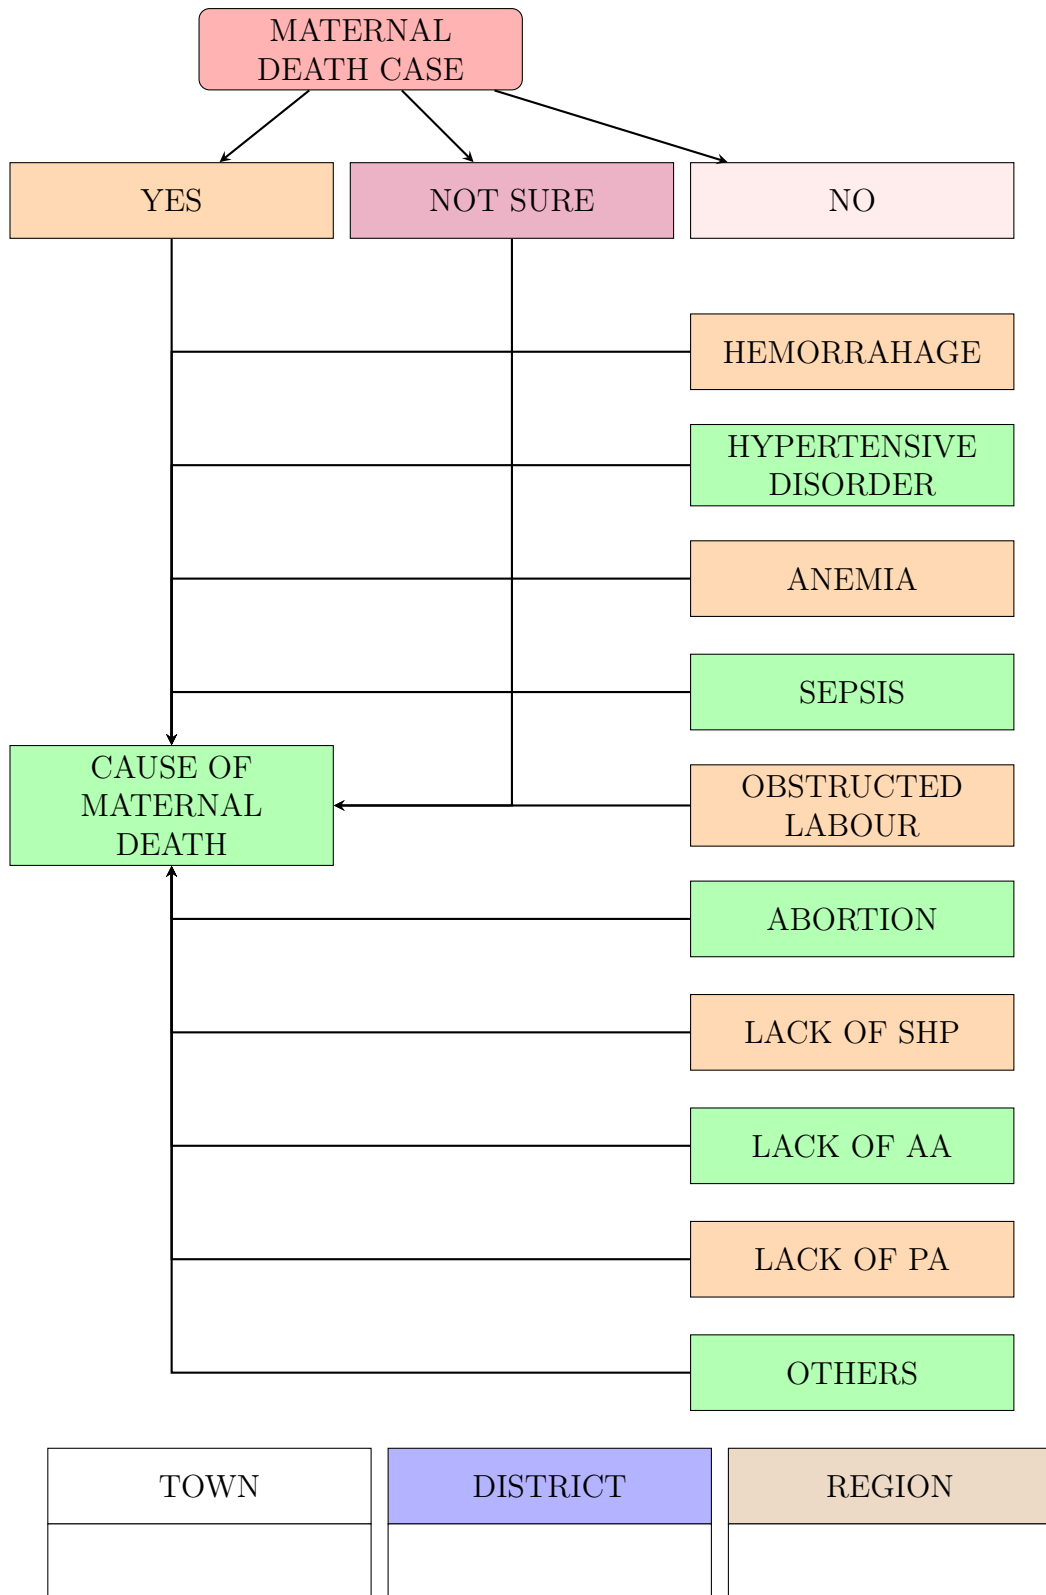 MATERNAL
DEATH CASE
YES
NOT SURE
NO
HEMORRAHAGE
HYPERTENSIVE
DISORDER
ANEMIA
SEPSIS
CAUSE OF
MATERNAL
DEATH
OBSTRUCTED
LABOUR
ABORTION
LACK OF SHP
LACK OF AA
LACK OF PA
OTHERS
TOWN
DISTRICT
REGION